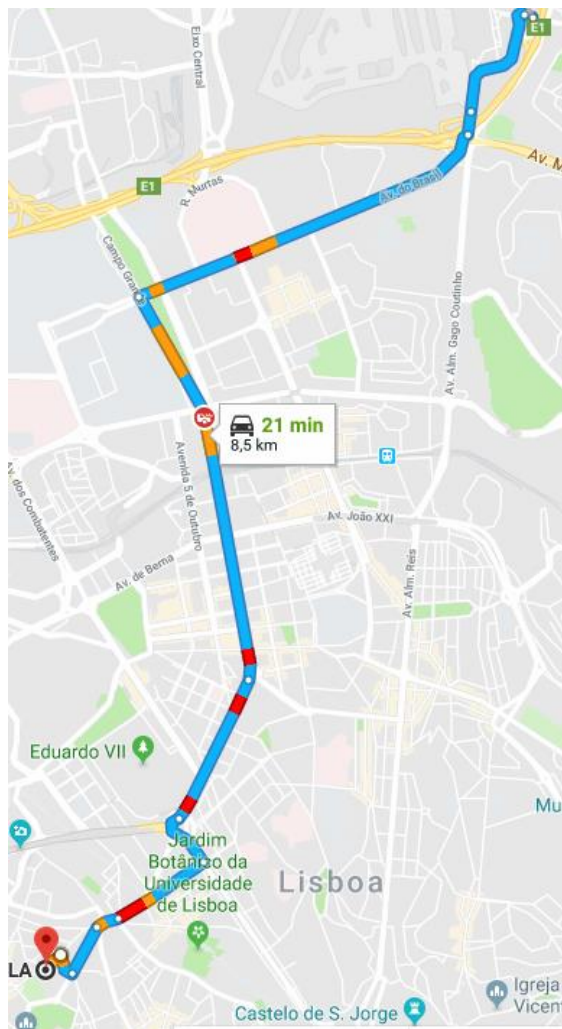 E1
Eixo Central
E1
R. Murtas
Av. M
Av. do Brasil
Campo Grande
Av. Alm. Gago Coutinho
21 min
8,5 km
Avenida 5 de Outubro
Av. dos Combatentes
Av. João XXI
Av. de Berna
Av. Alm. Reis
Eduardo VII
Mu
Jardim
Botânico da
Universidade
de Lisboa
Lisboa
LA
Igreja
Vicent
Castelo de S. Jorge